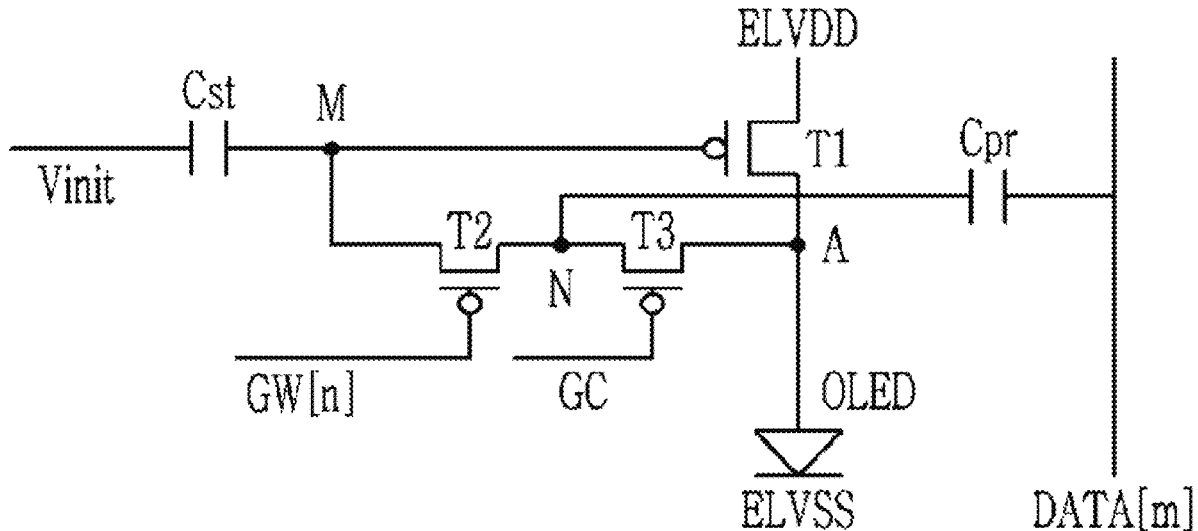 ELVDD
Cst
M
T1
Cpr
Vinit
T2
T3
N
A
GW[n]
GC
OLED
ELVSS
DATA[m]